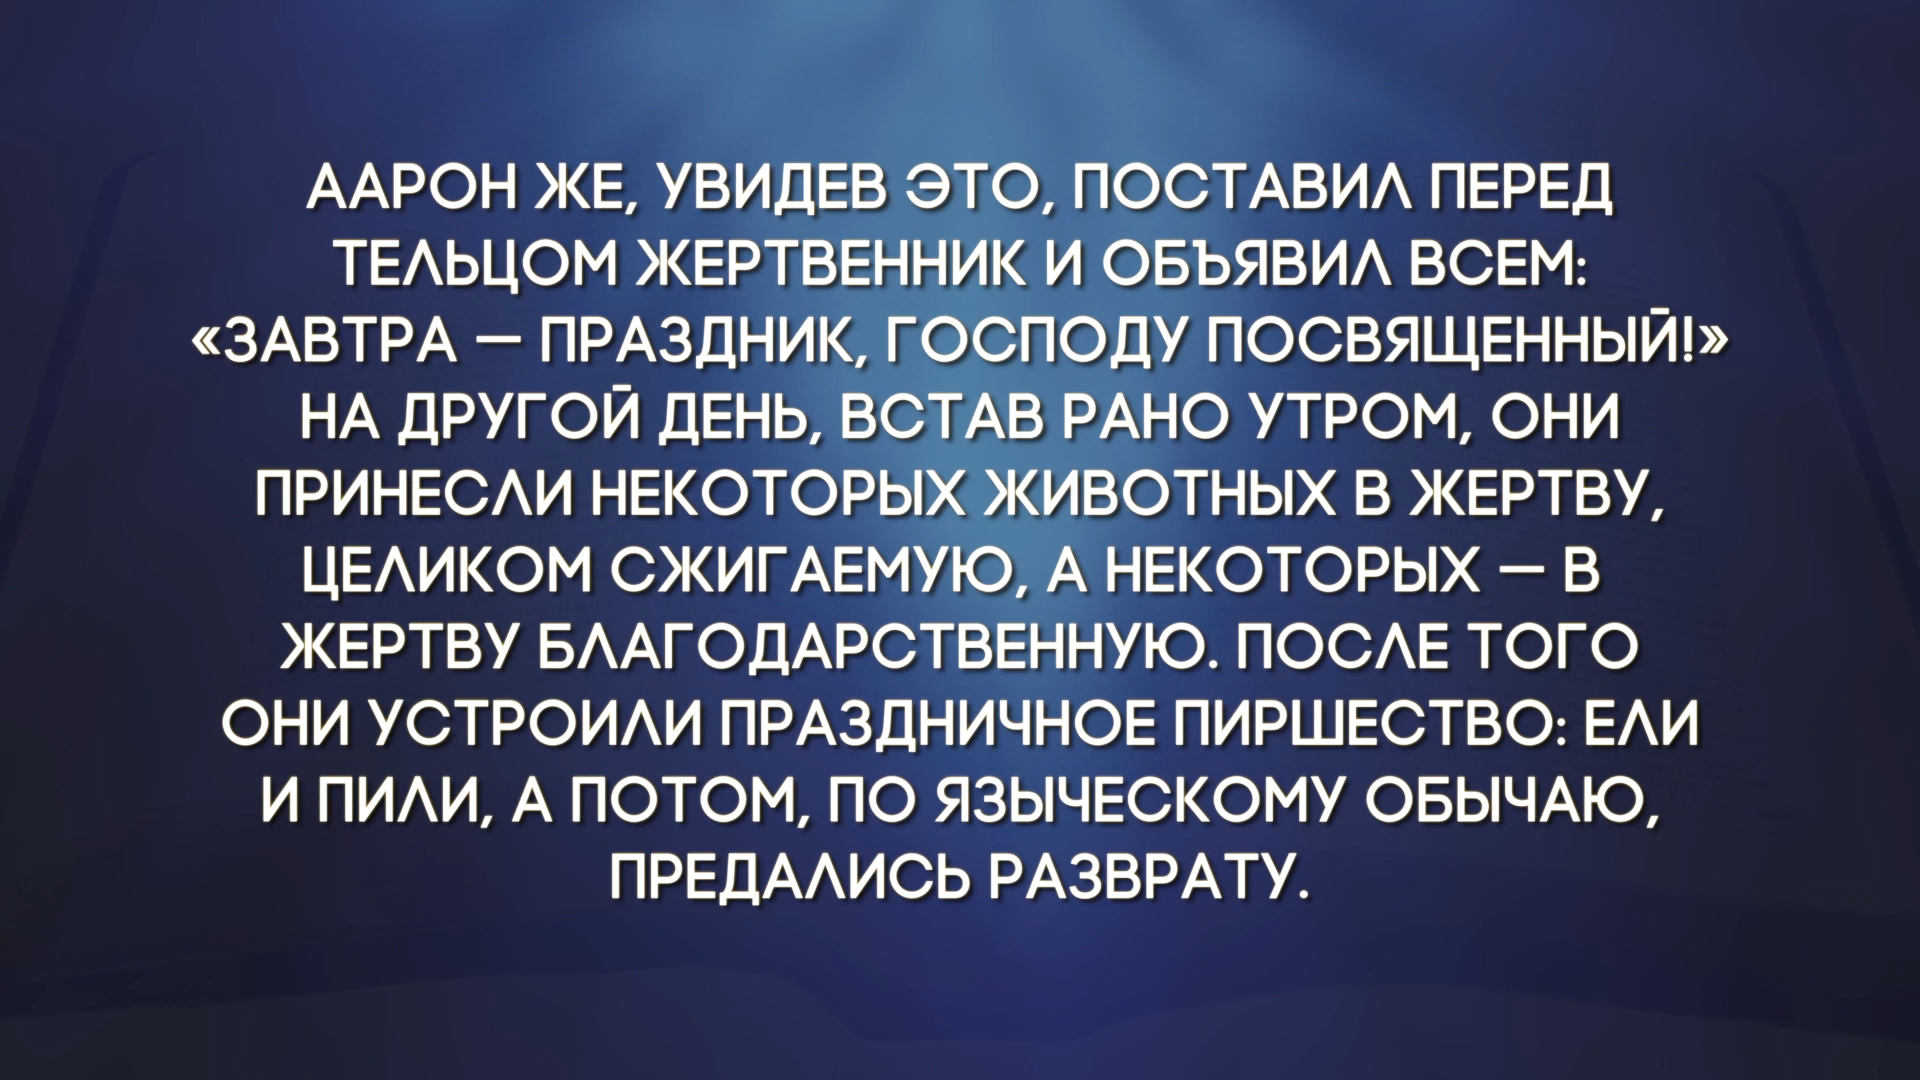 ААРОН ЖЕ, УВИДЕВ ЭТО, ПОСТАВИЛ ПЕРЕД
ТЕЛЬЦОМ ЖЕРТВЕННИК И ОБЪЯВИЛ ВСЕМ:
«ЗАВТРА — ПРАЗДНИК, ГОСПОДУ ПОСВЯЩЕННЫЙ!»
НА ДРУГОЙ ДЕНЬ, ВСТАВ РАНО УТРОМ, ОНИ
ПРИНЕСЛИ НЕКОТОРЫХ ЖИВОТНЫХ В ЖЕРТВУ,
ЦЕЛИКОМ СЖИГАЕМУЮ, А НЕКОТОРЫХ — В
ЖЕРТВУ БЛАГОДАРСТВЕННУЮ. ПОСЛЕ ТОГО
ОНИ УСТРОИЛИ ПРАЗДНИЧНОЕ ПИРШЕСТВО: ЕЛИ
И ПИЛИ, А ПОТОМ, ПО ЯЗЫЧЕСКОМУ ОБЫЧАЮ,
ПРЕДАЛИСЬ РАЗВРАТУ.